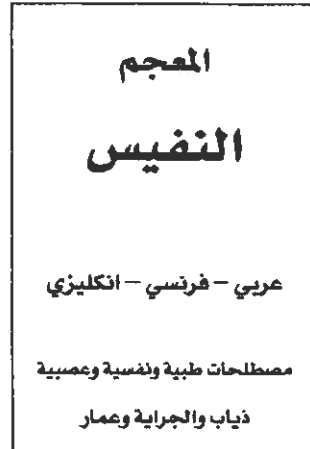 المعجم
النفيس
عربي – فرنسي – انكليزي
مصطلحات طبية ونفسية وعصبية
ذياب والجراية وعمار